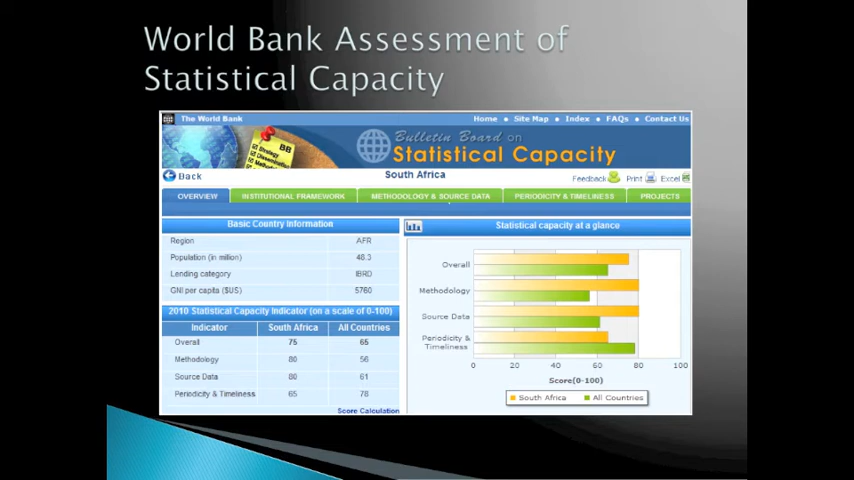 World Bank Assessment of
Statistical Capacity
The World Bank
Home • Site Map • Index • FAQs • Contact Us
BB
Strategy
Bulletin Board on
Statistical Capacity
Back
South Africa
Feedback Print Excel
OVERVIEW INSTITUTIONAL FRAMEWORK METHODOLOGY & SOURCE DATA PERIODICITY & TIMELINESS PROJECTS
Basic Country Information
Region AFR
Population (in million) 48.3
Lending category IBRD
GNI per capita ($US) 5760
2010 Statistical Capacity Indicator (on a scale of 0-100)
Indicator South Africa All Countries
Overall 75 65
Methodology 80 56
Source Data 80 61
Periodicity & Timeliness 65 78
Score Calculation
Statistical capacity at a glance
Overall
Methodology
Source Data
Periodicity &
Timeliness
0 20 40 60 80 100
Score(0-100)
South Africa All Countries